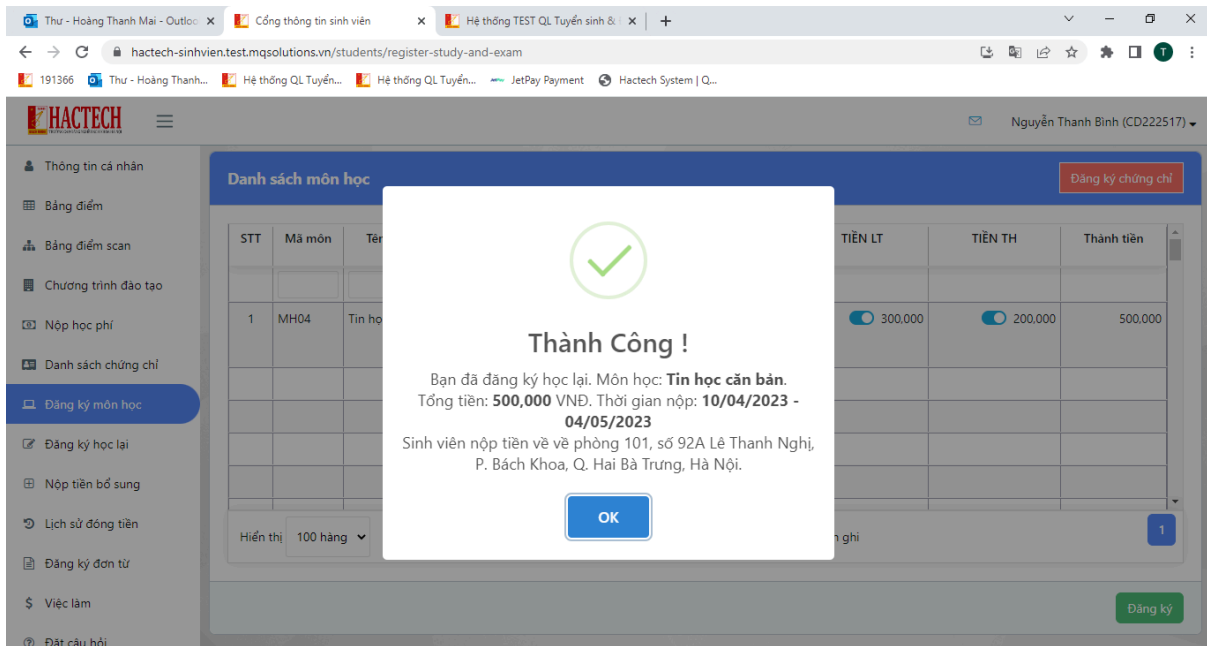 Thư - Hoàng Thanh Mai - Outloo
Cổng thông tin sinh viên
Hệ thống TEST QL Tuyển sinh &
hactech-sinhvien.test.mqsolutions.vn/students/register-study-and-exam
T
191366
Thư - Hoàng Thanh...
Hệ thống QL Tuyển...
Hệ thống QL Tuyển...
JetPay Payment
Hactech System | Q...
HACTECH
Nguyễn Thanh Bình (CD222517)
Thông tin cá nhân
Bảng điểm
Bảng điểm scan
Chương trình đào tạo
Nộp học phí
Danh sách chứng chỉ
Đăng ký môn học
Đăng ký học lại
Nộp tiền bổ sung
Lịch sử đóng tiền
Đăng ký đơn từ
Việc làm
Đặt câu hỏi
Danh sách môn học
Đăng ký chứng chỉ
STT Mã môn Tên TIỀN LT TIỀN TH Thành tiền
1 MH04 Tin họ 300,000 200,000 500,000
Thành Công !
Bạn đã đăng ký học lại. Môn học: Tin học căn bản.
Tổng tiền: 500,000 VNĐ. Thời gian nộp: 10/04/2023 -
04/05/2023
Sinh viên nộp tiền về về phòng 101, số 92A Lê Thanh Nghị,
P. Bách Khoa, Q. Hai Bà Trưng, Hà Nội.
OK
Hiển thị 100 hàng ghi 1
Đăng ký